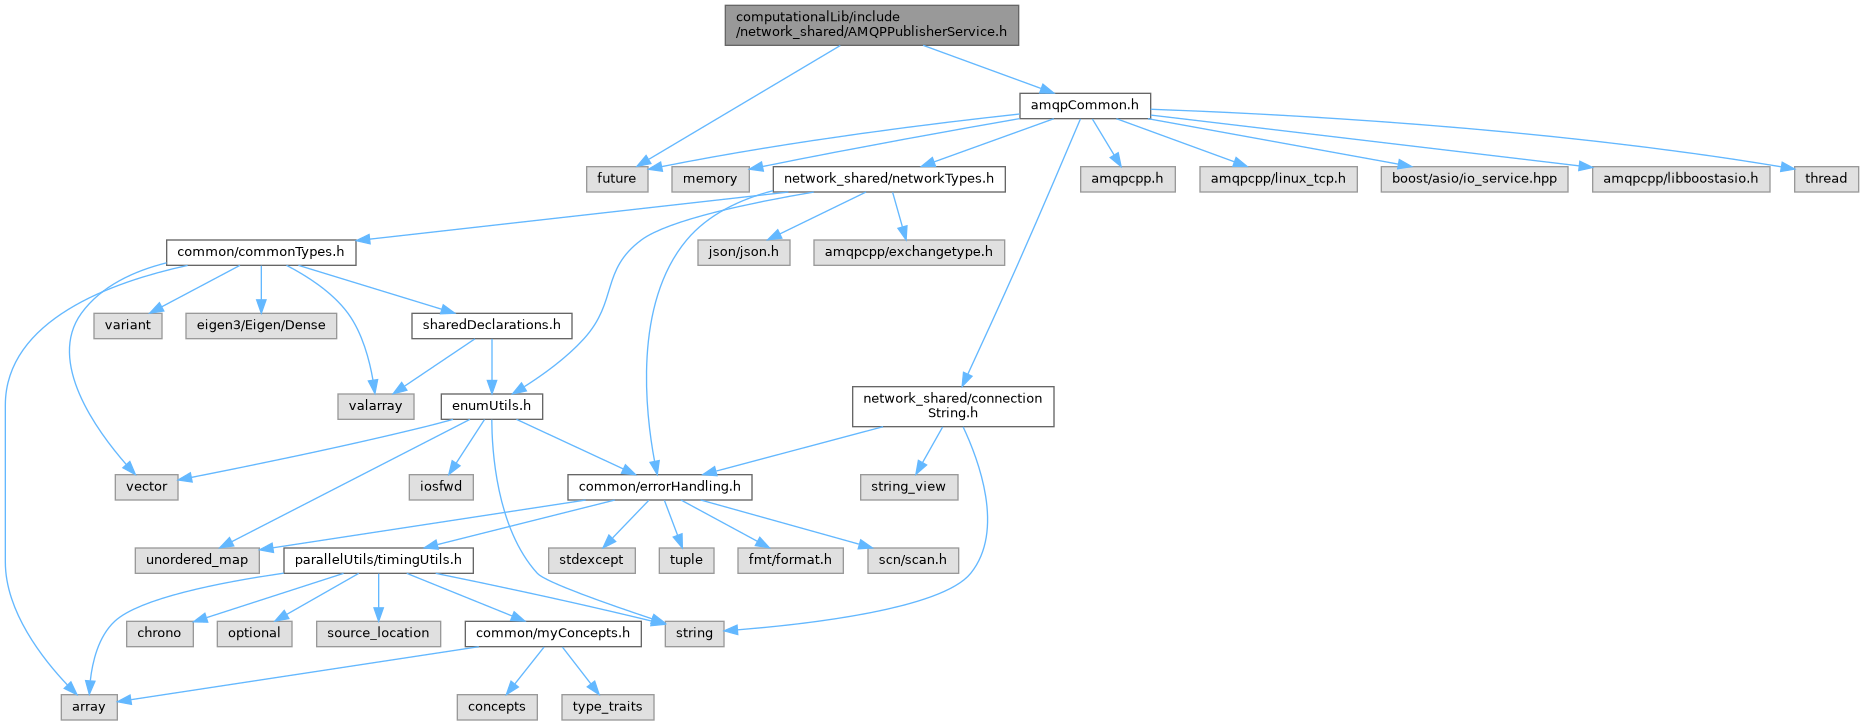 computationalLib/include
/network_shared/AMQPPublisherService.h
amqpCommon.h
future
memory
network_shared/networkTypes.h
amqpcpp.h
amqpcpp/linux_tcp.h
boost/asio/io_service.hpp
amqpcpp/libboostasio.h
thread
common/commonTypes.h
json/json.h
amqpcpp/exchangetype.h
variant
eigen3/Eigen/Dense
sharedDeclarations.h
valarray
enumUtils.h
network_shared/connection
String.h
vector
iosfwd
common/errorHandling.h
string_view
unordered_map
parallelUtils/timingUtils.h
stdexcept
tuple
fmt/format.h
scn/scan.h
chrono
optional
source_location
common/myConcepts.h
string
array
concepts
type_traits